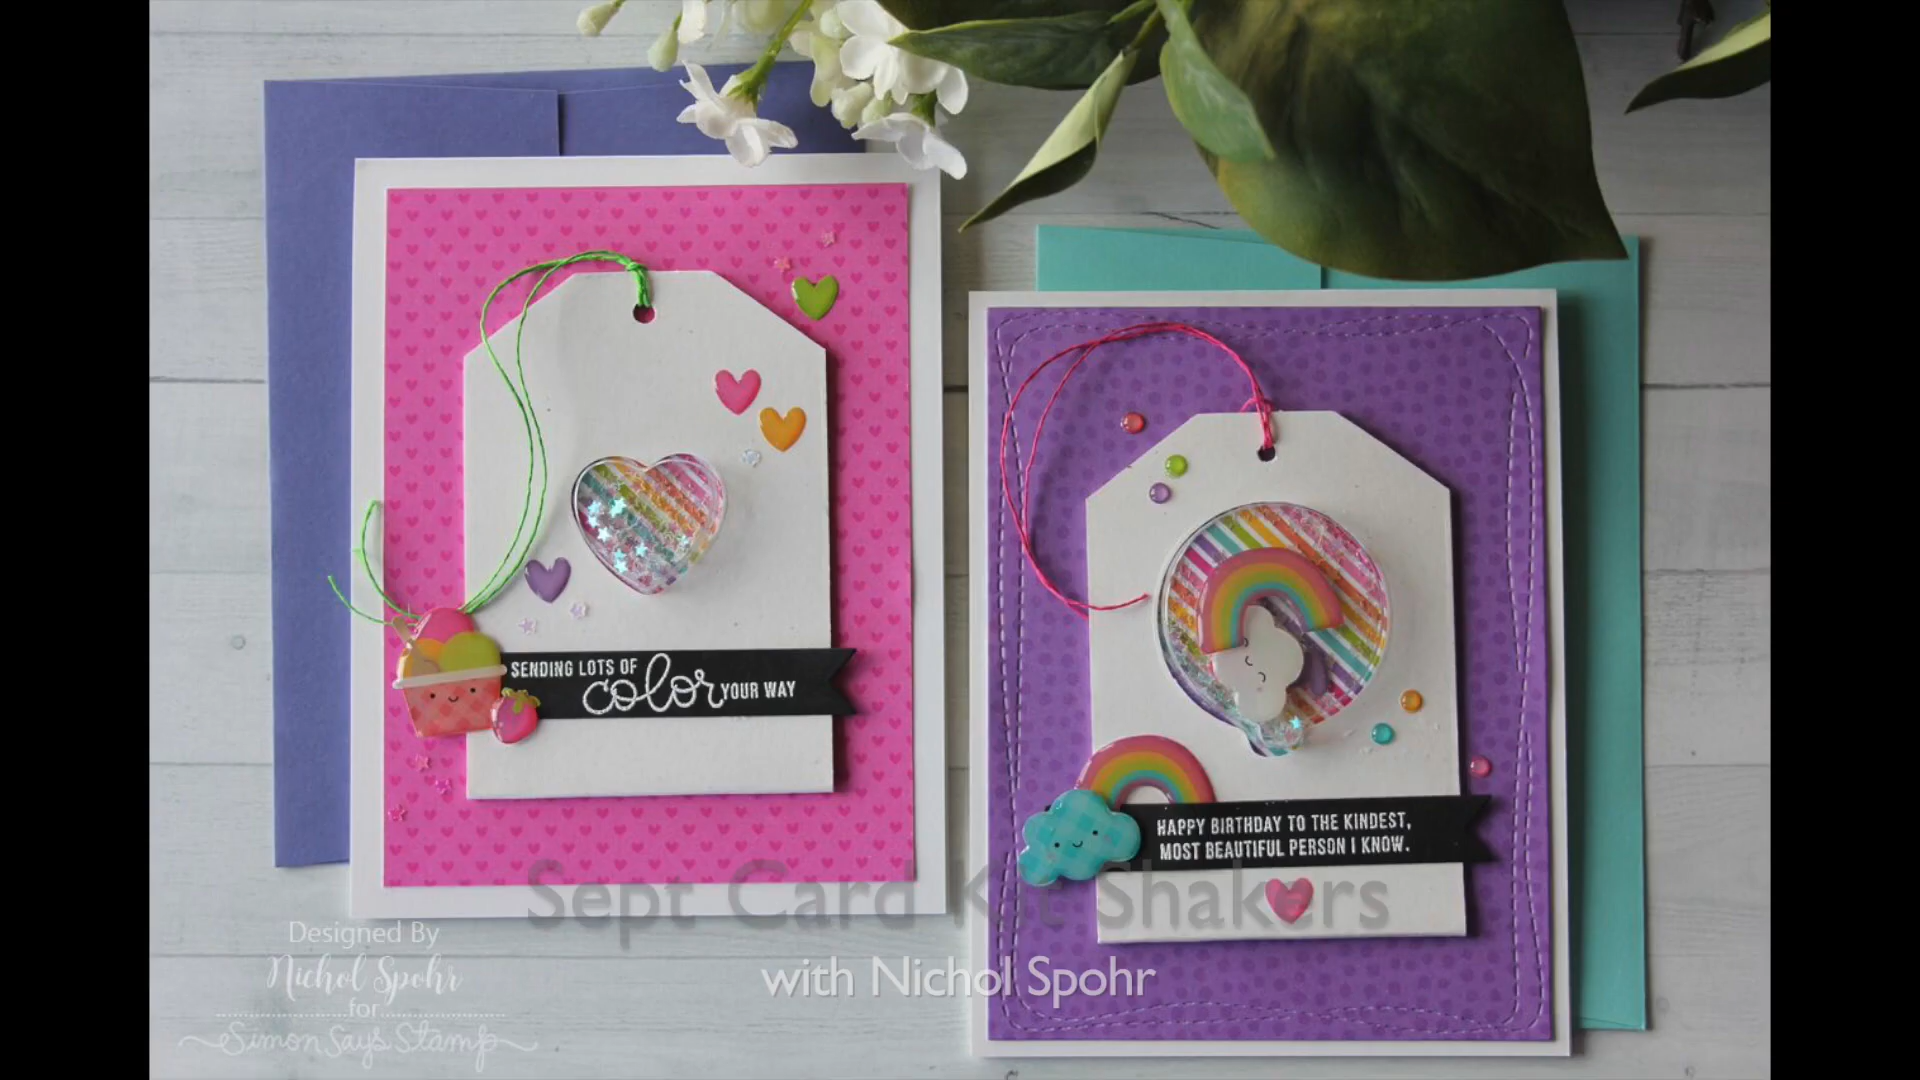 SENDING LOTS OF
color YOUR WAY
HAPPY BIRTHDAY TO THE KINDEST,
MOST BEAUTIFUL PERSON I KNOW.
Sept Card Kit Shakers
with Nichol Spohr
Designed By
Nichol Spohr
for
Simon Says Stamp